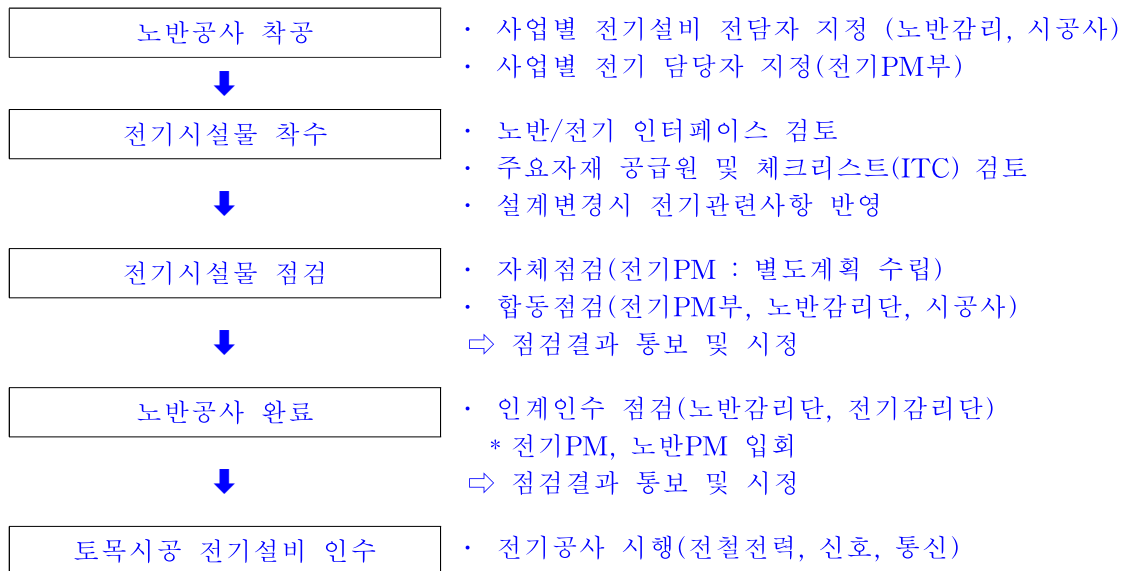 노반공사 착공
· 사업별 전기설비 전담자 지정 (노반감리, 시공사)
· 사업별 전기 담당자 지정(전기PM부)
전기시설물 착수
· 노반/전기 인터페이스 검토
· 주요자재 공급원 및 체크리스트(ITC) 검토
· 설계변경시 전기관련사항 반영
전기시설물 점검
· 자체점검(전기PM : 별도계획 수립)
· 합동점검(전기PM부, 노반감리단, 시공사)
⇨ 점검결과 통보 및 시정
노반공사 완료
· 인계인수 점검(노반감리단, 전기감리단)
* 전기PM, 노반PM 입회
⇨ 점검결과 통보 및 시정
토목시공 전기설비 인수
· 전기공사 시행(전철전력, 신호, 통신)